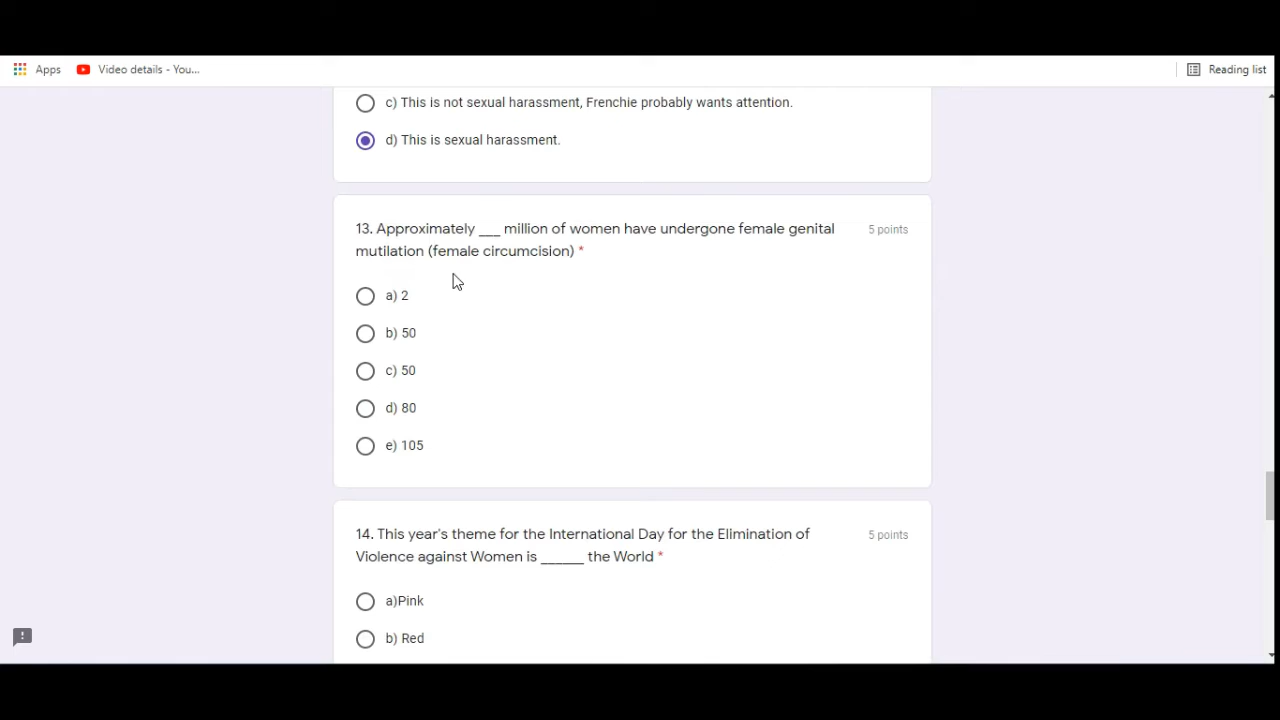 Apps
Video details - You...
Reading list
c) This is not sexual harassment, Frenchie probably wants attention.
d) This is sexual harassment.
13. Approximately ___ million of women have undergone female genital
mutilation (female circumcision) *
5 points
a) 2
b) 50
c) 50
d) 80
e) 105
14. This year's theme for the International Day for the Elimination of
Violence against Women is ______ the World *
5 points
a)Pink
b) Red